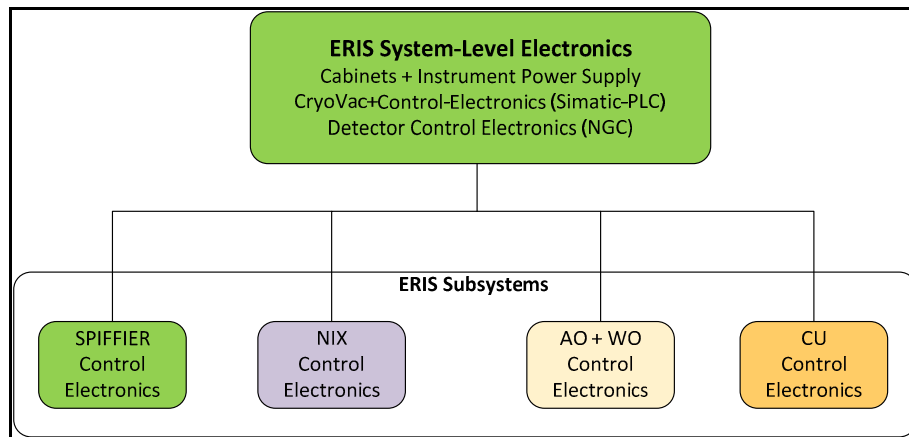 ERIS System-Level Electronics
Cabinets + Instrument Power Supply
CryoVac+Control-Electronics (Simatic-PLC)
Detector Control Electronics (NGC)
ERIS Subsystems
SPIFFIER
Control
Electronics
NIX
Control
Electronics
AO + WO
Control
Electronics
CU
Control
Electronics